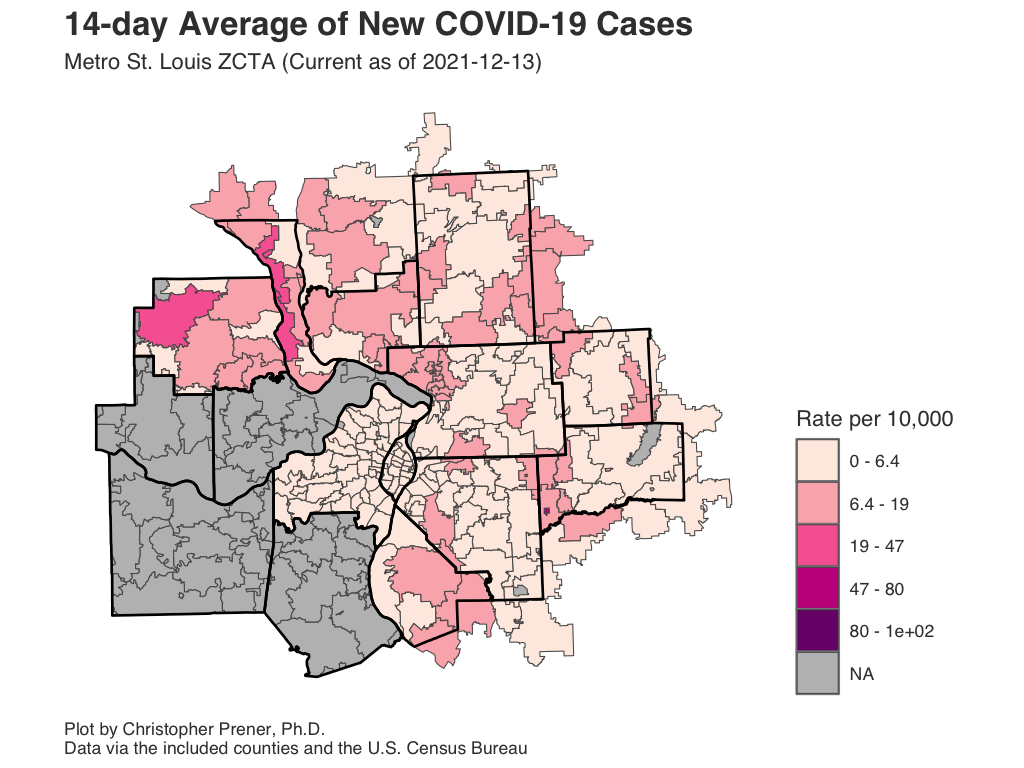 14-day Average of New COVID-19 Cases
Metro St. Louis ZCTA (Current as of 2021-12-13)
Rate per 10,000
0 - 6.4
6.4 - 19
19 - 47
47 - 80
80 - 1e+02
NA
Plot by Christopher Prener, Ph.D.
Data via the included counties and the U.S. Census Bureau